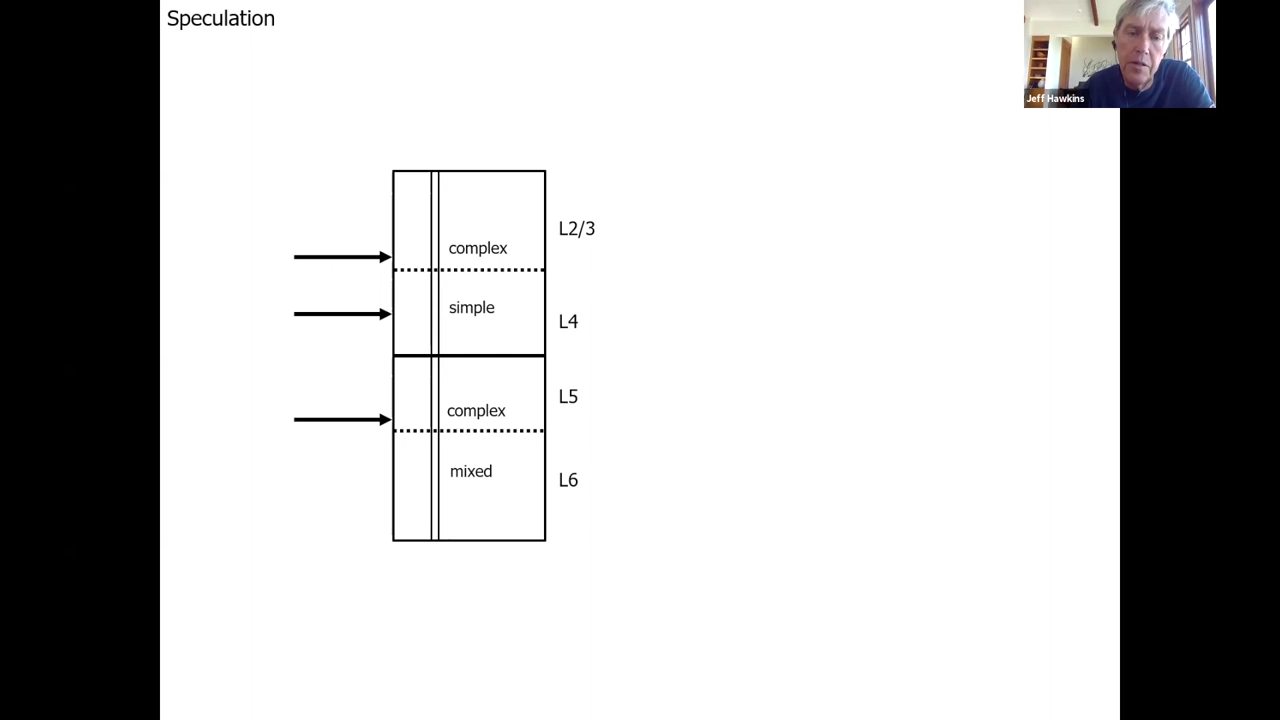 Speculation
Jeff Hawkins
L2/3
complex
simple
L4
L5
complex
mixed
L6